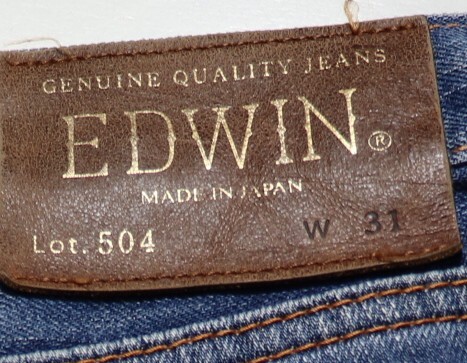 GENUINE QUALITY JEANS
EDWIN®
MADE IN JAPAN
Lot. 504 W 31